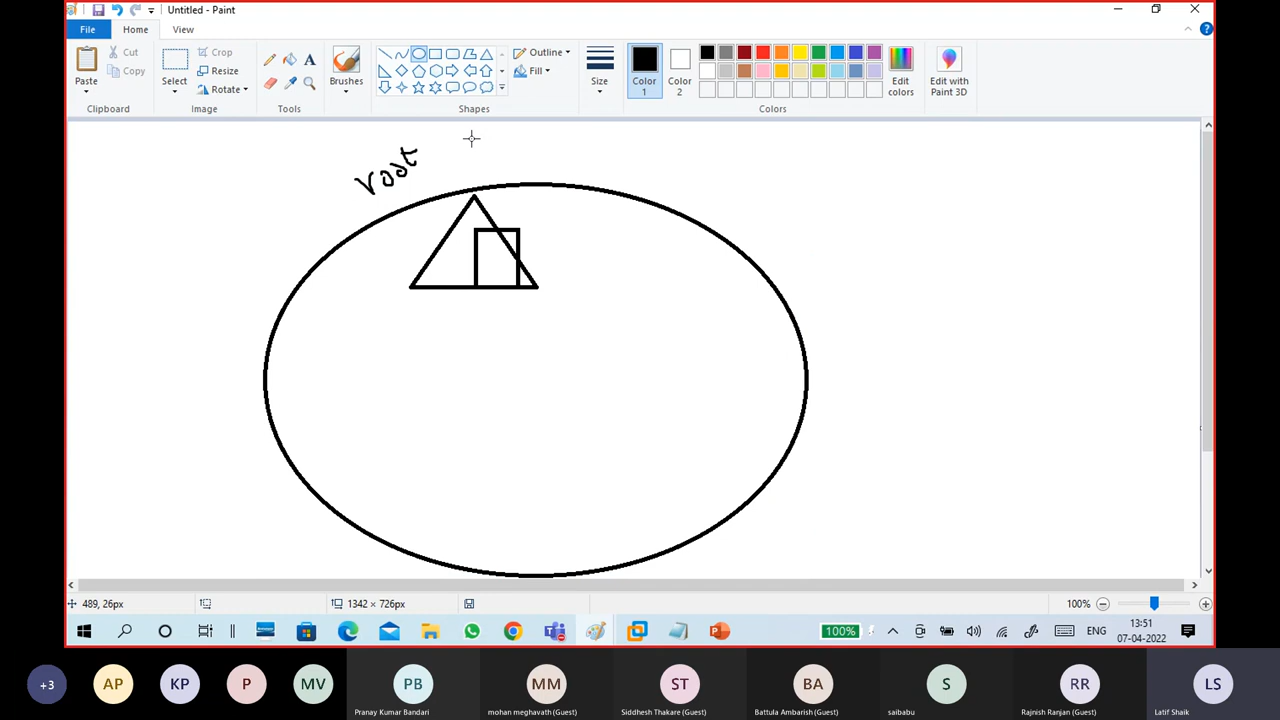 Untitled - Paint
File
Home
View
Paste
Cut
Copy
Clipboard
Select
Crop
Resize
Rotate
Image
A
Tools
Brushes
Shapes
Outline
Fill
Size
Color
1
Color
2
Edit
colors
Colors
Edit with
Paint 3D
root
489, 26px
1342 × 726px
100%
100%
ENG
13:51
07-04-2022
+3
AP
KP
P
MV
PB
Pranay Kumar Bandari
MM
mohan meghavath (Guest)
ST
Siddhesh Thakare (Guest)
BA
Battula Ambarish (Guest)
S
saibabu
RR
Rajnish Ranjan (Guest)
LS
Latif Shaik